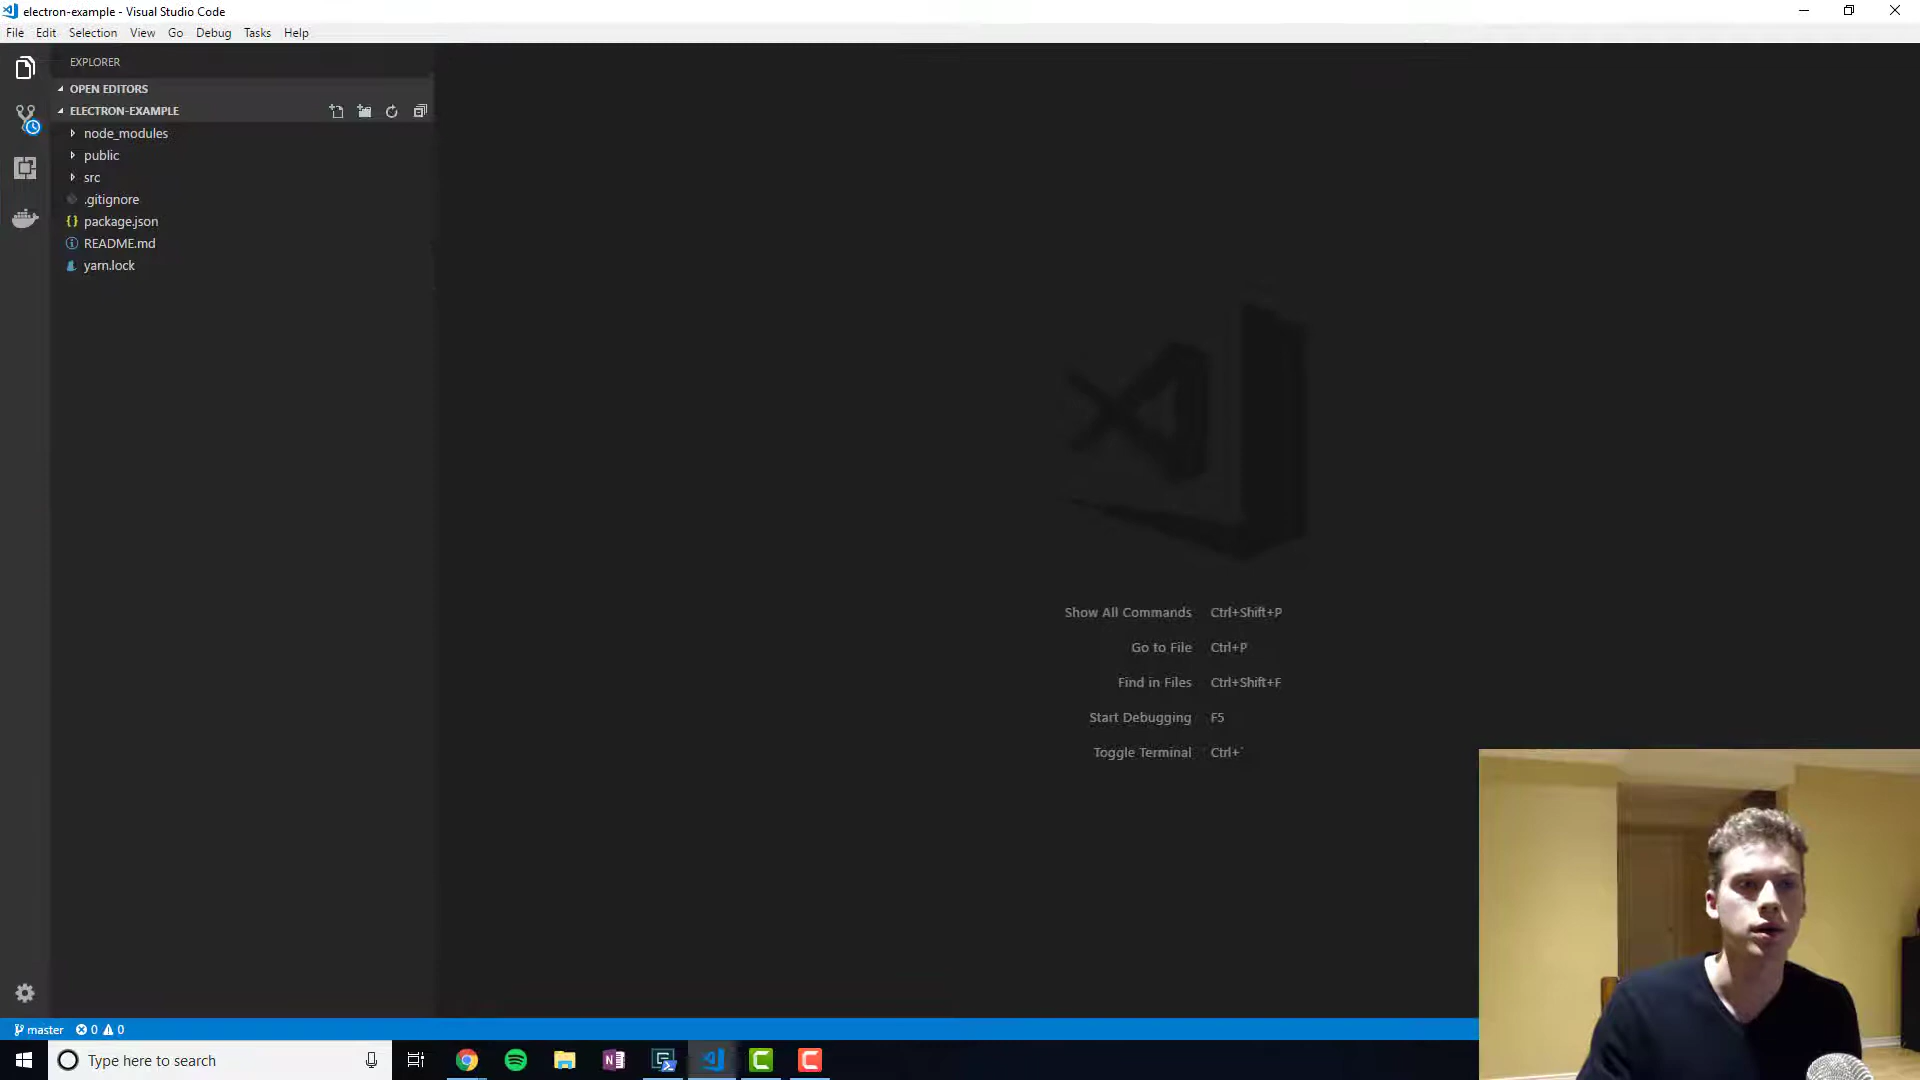 electron-example - Visual Studio Code
File Edit Selection View Go Debug Tasks Help
EXPLORER
OPEN EDITORS
ELECTRON-EXAMPLE
node_modules
public
src
.gitignore
package.json
README.md
yarn.lock
Show All Commands Ctrl+Shift+P
Go to File Ctrl+P
Find in Files Ctrl+Shift+F
Start Debugging F5
Toggle Terminal Ctrl+`
master 0 0
Type here to search